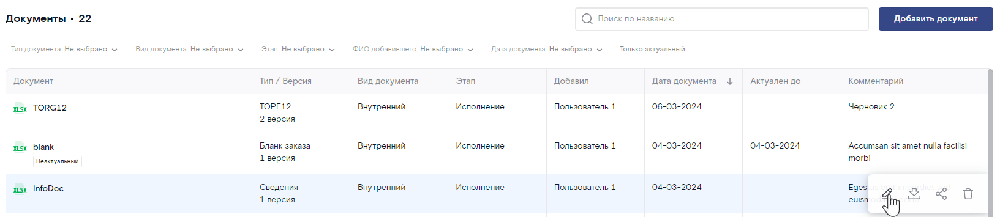 Документы • 22
Поиск по названию
Добавить документ
Тип документа: Не выбрано
Вид документа: Не выбрано
Этап: Не выбрано
ФИО добавившего: Не выбрано
Дата документа: Не выбрано
Только актуальный
Документ
Тип / Версия
Вид документа
Этап
Добавил
Дата документа
Актуален до
Комментарий
XLSX
TORG12
ТОРГ12
2 версия
Внутренний
Исполнение
Пользователь 1
06-03-2024
Черновик 2
XLSX
blank
Неактуальный
Бланк заказа
1 версия
Внутренний
Исполнение
Пользователь 1
04-03-2024
04-03-2024
Accumsan sit amet nulla facilisi
morbi
XLSX
InfoDoc
Сведения
1 версия
Внутренний
Исполнение
Пользователь 1
04-03-2024
Egestas erat imperdiet sed